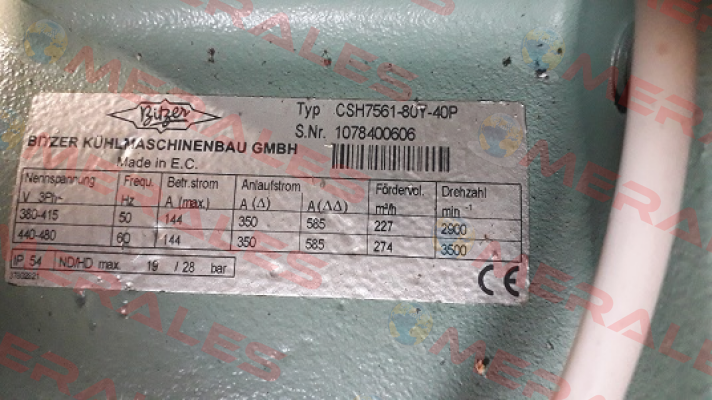 Bitzer
Typ CSH7561-80Y-40P
S.Nr. 1078400606
BITZER KÜHLMASCHINENBAU GMBH
Made in E.C.
Nennspannung Frequ. Betr.strom Anlaufstrom Fördervol. Drehzahl
V 3Ph~ Hz A (max.) A (Δ) A (ΔΔ) m³/h min⁻¹
380-415 50 144 350 585 227 2900
440-480 60 144 350 585 274 3500
IP 54 ND/HD max. 19 / 28 bar
CE
MERALES